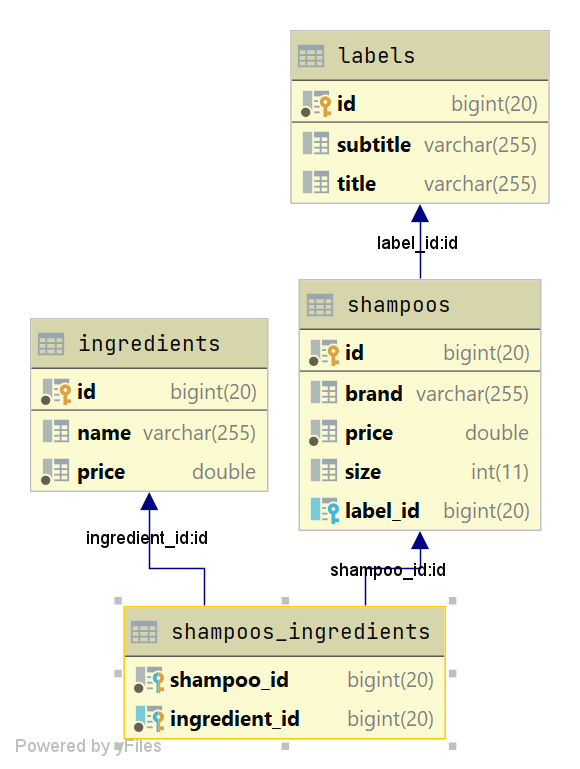 labels
id bigint(20)
subtitle varchar(255)
title varchar(255)
label_id:id
shampoos
id bigint(20)
brand varchar(255)
price double
size int(11)
label_id bigint(20)
ingredients
id bigint(20)
name varchar(255)
price double
ingredient_id:id
shampoo_id:id
shampoos_ingredients
shampoo_id bigint(20)
ingredient_id bigint(20)
Powered by yFiles